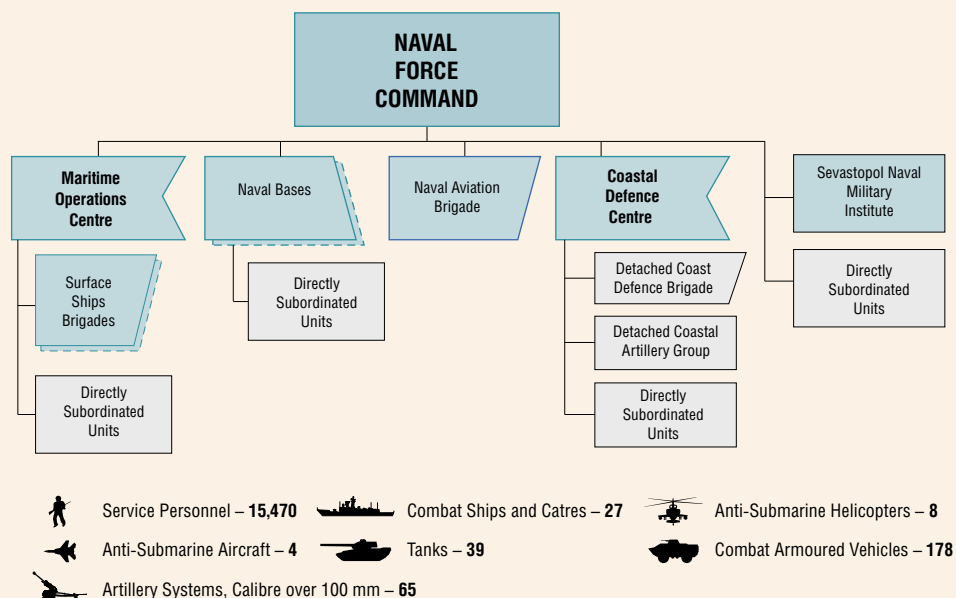 NAVAL
FORCE
COMMAND
Maritime
Operations
Centre
Naval Bases
Naval Aviation
Brigade
Coastal
Defence
Centre
Sevastopol Naval
Military
Institute
Surface
Ships
Brigades
Directly
Subordinated
Units
Directly
Subordinated
Units
Detached Coast
Defence Brigade
Detached Coastal
Artillery Group
Directly
Subordinated
Units
Directly
Subordinated
Units
Service Personnel – 15,470
Combat Ships and Catres – 27
Anti-Submarine Helicopters – 8
Anti-Submarine Aircraft – 4
Tanks – 39
Combat Armoured Vehicles – 178
Artillery Systems, Calibre over 100 mm – 65